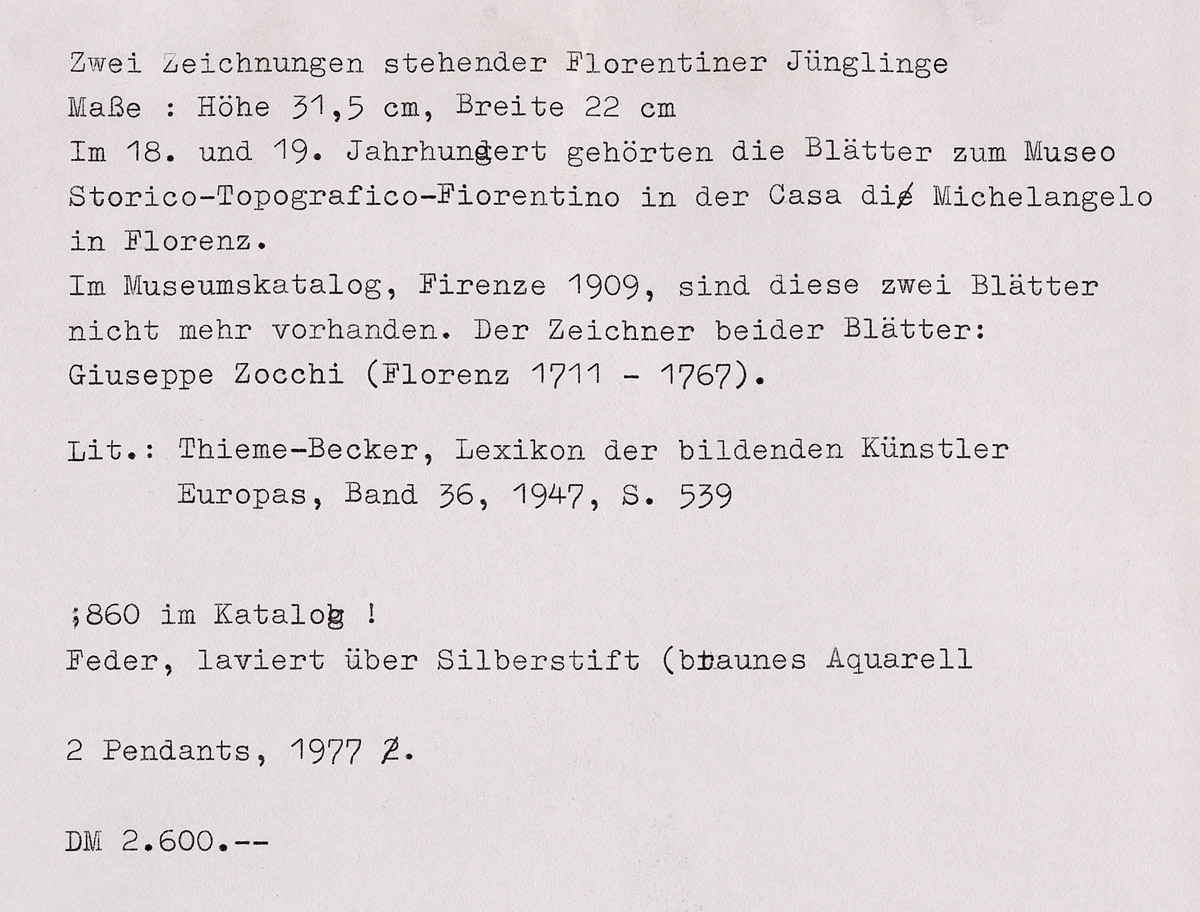 Zwei Zeichnungen stehender Florentiner Jünglinge
Maße : Höhe 31,5 cm, Breite 22 cm
Im 18. und 19. Jahrhundert gehörten die Blätter zum Museo
Storico-Topografico-Fiorentino in der Casa di Michelangelo
in Florenz.
Im Museumskatalog, Firenze 1909, sind diese zwei Blätter
nicht mehr vorhanden. Der Zeichner beider Blätter:
Giuseppe Zocchi (Florenz 1711 - 1767).
Lit.: Thieme-Becker, Lexikon der bildenden Künstler
Europas, Band 36, 1947, S. 539
;860 im Katalog !
Feder, laviert über Silberstift (braunes Aquarell
2 Pendants, 1977 2.
DM 2.600.--